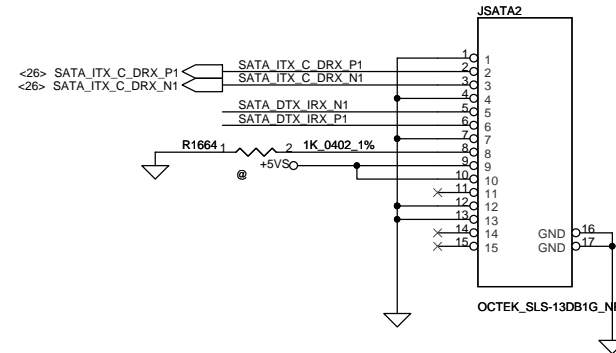 JSATA2
1 1
<26> SATA_ITX_C_DRX_P1 SATA_ITX_C_DRX_P1 2 2
<26> SATA_ITX_C_DRX_N1 SATA_ITX_C_DRX_N1 3 3
4 4
SATA_DTX_IRX_N1 5 5
SATA_DTX_IRX_P1 6 6
7 7
R1664 1 2 1K_0402_1% 8 8
@ +5VS 9 9
10 10
11 11
12 12
13 13
14 14 GND 16
15 15 GND 17
OCTEK_SLS-13DB1G_